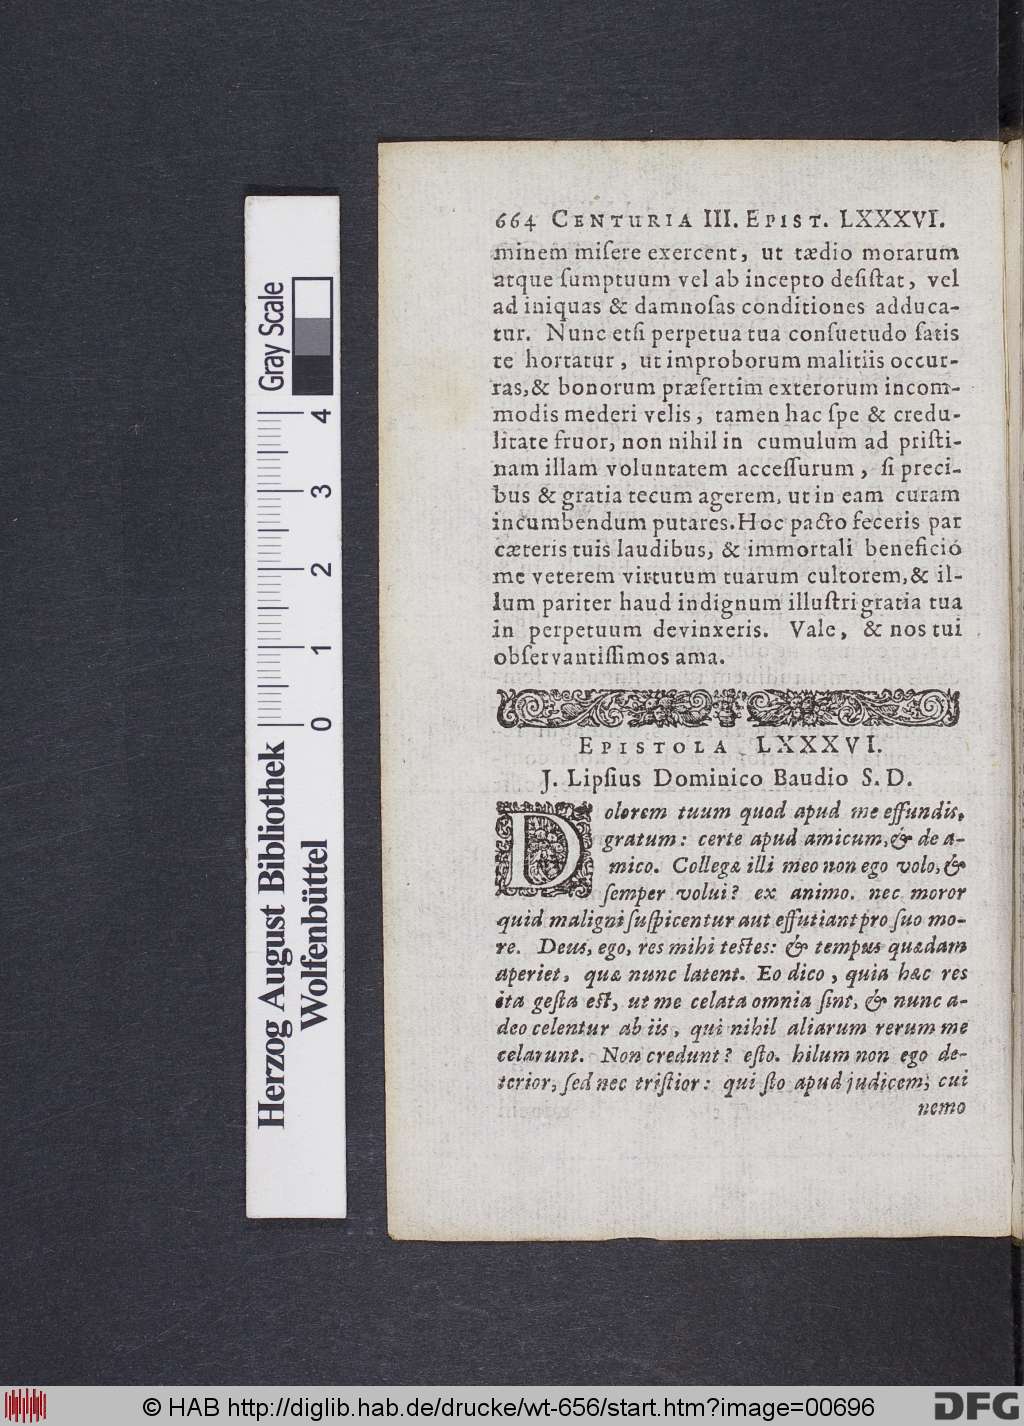 664 CENTURIA III. EPIST. LXXXVI.
minem miſere exercent, ut tædio morarum
atque ſumptuum vel ab incepto deſiſtat, vel
ad iniquas & damnoſas conditiones adduca-
tur. Nunc etſi perpetua tua conſuetudo ſatis
te hortatur, ut improborum malitiis occur-
ras,& bonorum præſertim exterorum incom-
modis mederi velis, tamen hac ſpe & credu-
litate fruor, non nihil in cumulum ad priſti-
nam illam voluntatem acceſſurum, ſi preci-
bus & gratia tecum agerem, ut in eam curam
incumbendum putares. Hoc pacto feceris par
cæteris tuis laudibus, & immortali beneficio
me veterem virtutum tuarum cultorem,& il-
lum pariter haud indignum illuſtri gratia tua
in perpetuum devinxeris. Vale, & nos tui
obſervantiſſimos ama.
EPISTOLA LXXXVI.
J. Lipſius Dominico Baudio S. D.
Dolorem tuum quod apud me effundis,
gratum: certe apud amicum,& de a-
mico. Collegæ illi meo non ego volo,&
ſemper volui? ex animo. nec moror
quid maligni ſuſpicentur aut effutiant pro ſuo mo-
re. Deus, ego, res mihi teſtes: & tempus quædam
aperiet, quæ nunc latent. Eo dico, quia hæc res
ita geſta eſt, ut me celata omnia ſint, & nunc a-
deo celentur ab iis, qui nihil aliarum rerum me
celarunt. Non credunt? eſto. hilum non ego de-
terior, ſed nec triſtior: qui ſto apud judicem, cui
nemo
Gray Scale
0 1 2 3 4
Herzog August Bibliothek
Wolfenbüttel
© HAB http://diglib.hab.de/drucke/wt-656/start.htm?image=00696
DFG